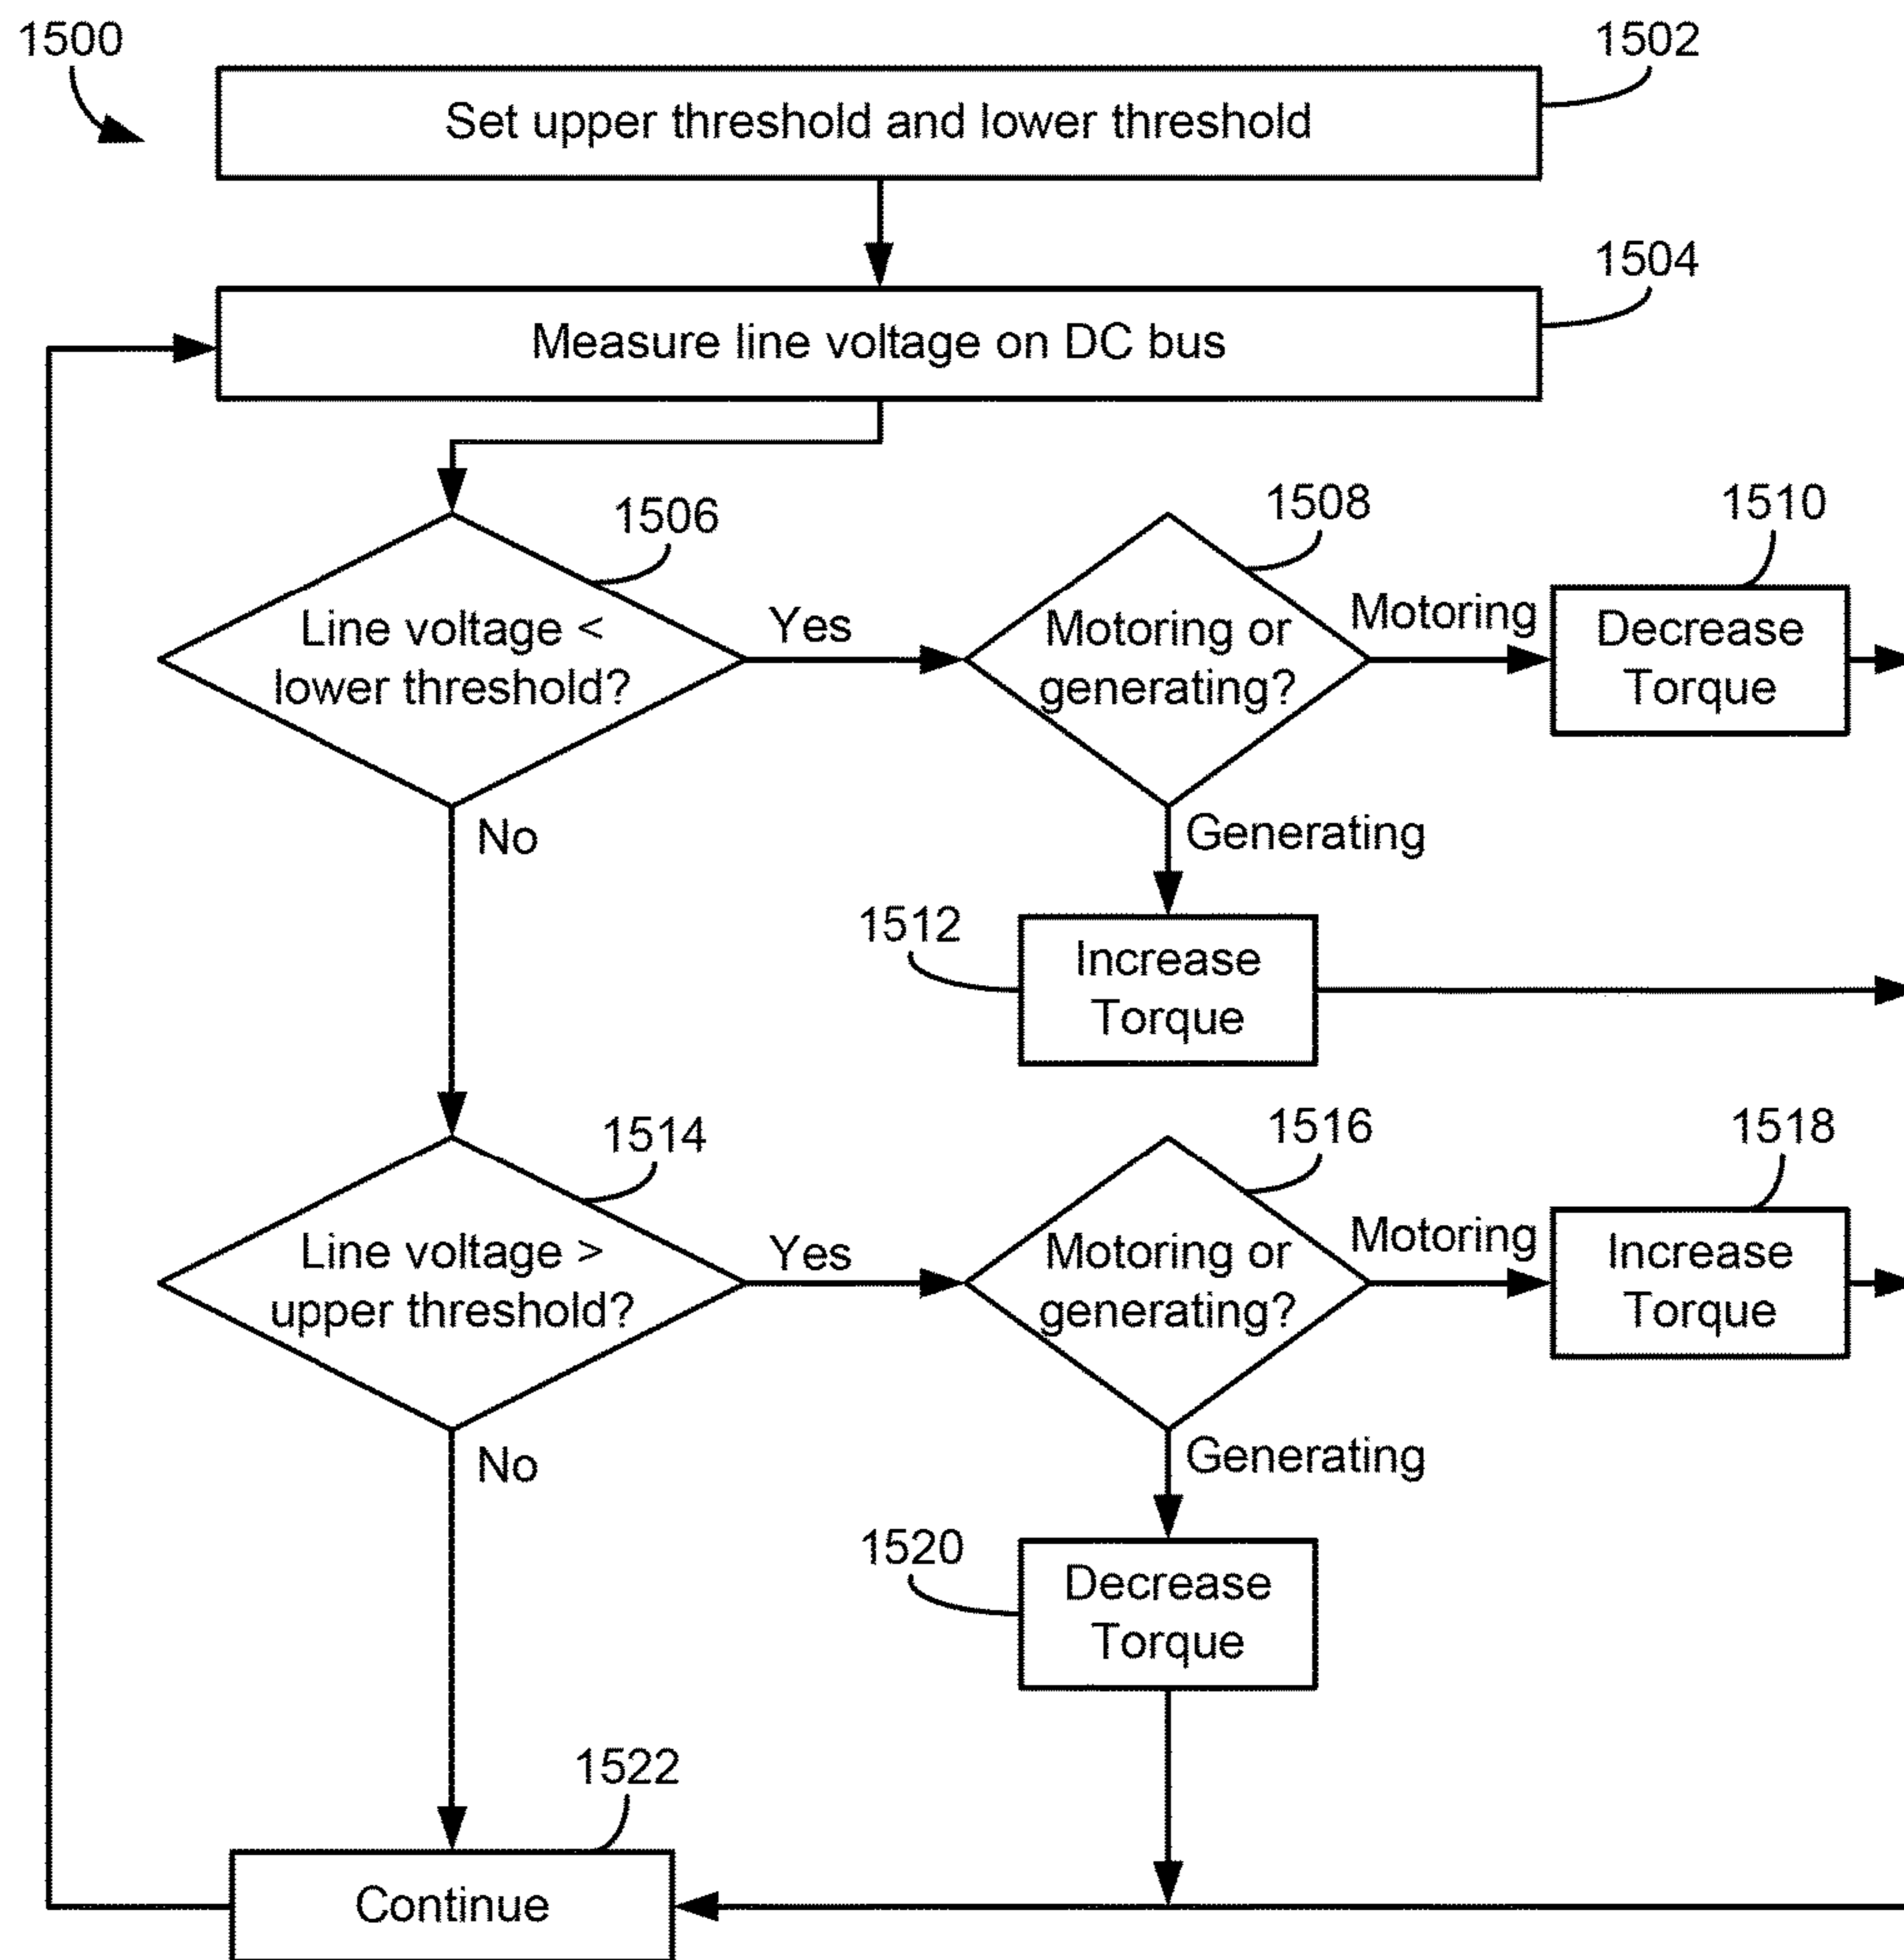 1500
1502
Set upper threshold and lower threshold
1504
Measure line voltage on DC bus
1506
Line voltage <
lower threshold?
Yes
No
1508
Motoring or
generating?
Motoring
Generating
1510
Decrease
Torque
1512
Increase
Torque
1514
Line voltage >
upper threshold?
Yes
No
1516
Motoring or
generating?
Motoring
Generating
1518
Increase
Torque
1520
Decrease
Torque
1522
Continue